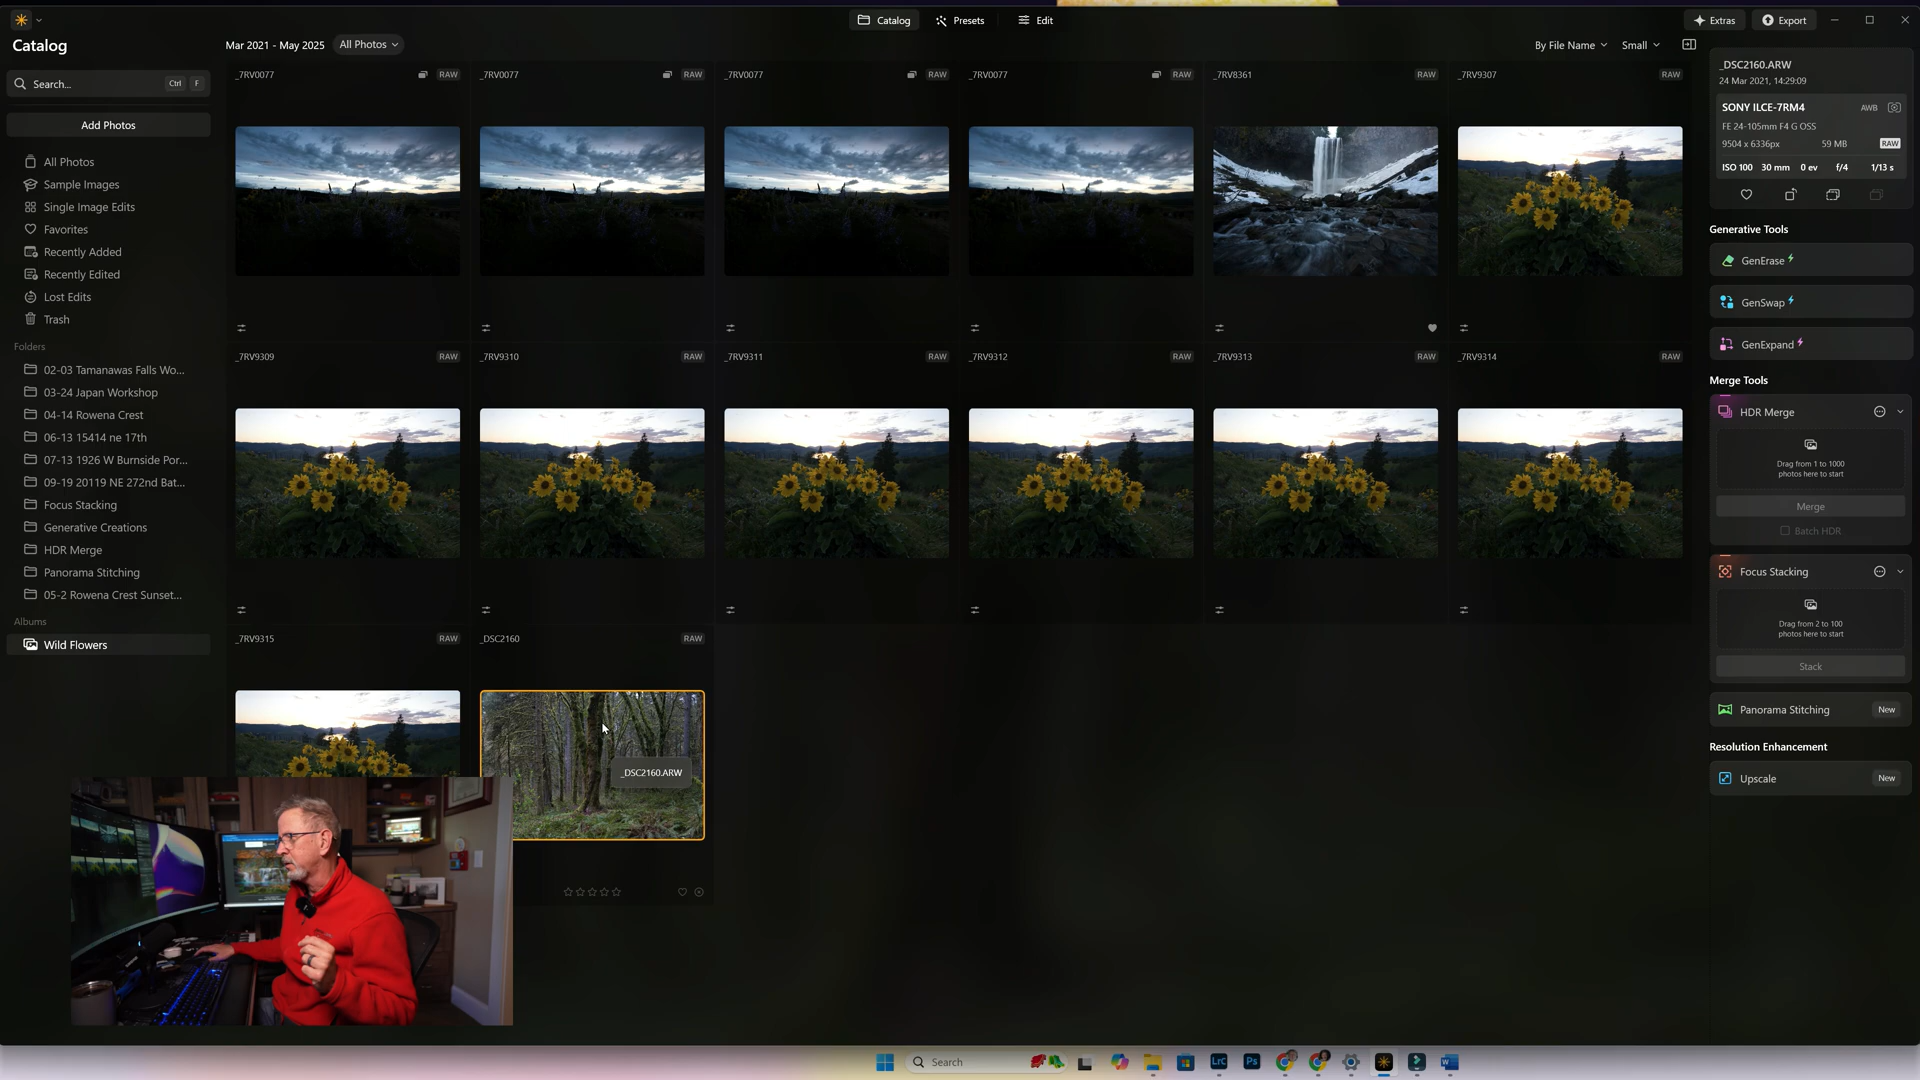 Catalog
Presets
Edit
Extras
Export
Catalog
Mar 2021 - May 2025
All Photos
By File Name
Small
Search...
Ctrl
F
Add Photos
All Photos
Sample Images
Single Image Edits
Favorites
Recently Added
Recently Edited
Lost Edits
Trash
Folders
02-03 Tamanawas Falls Wo...
03-24 Japan Workshop
04-14 Rowena Crest
06-13 15414 ne 17th
07-13 1926 W Burnside Por...
09-19 20119 NE 272nd Bat...
Focus Stacking
Generative Creations
HDR Merge
Panorama Stitching
05-2 Rowena Crest Sunset...
Albums
Wild Flowers
_7RV0077 RAW
_7RV0077 RAW
_7RV0077 RAW
_7RV0077 RAW
_7RV8361 RAW
_7RV9307 RAW
_7RV9309 RAW
_7RV9310 RAW
_7RV9311 RAW
_7RV9312 RAW
_7RV9313 RAW
_7RV9314 RAW
_7RV9315 RAW
_DSC2160 RAW
_DSC2160.ARW
_DSC2160.ARW
24 Mar 2021, 14:29:09
SONY ILCE-7RM4 AWB
FE 24-105mm F4 G OSS
9504 x 6336px 59 MB RAW
ISO 100 30 mm 0 ev f/4 1/13 s
Generative Tools
GenErase
GenSwap
GenExpand
Merge Tools
HDR Merge
Drag from 1 to 1000
photos here to start
Merge
Batch HDR
Focus Stacking
Drag from 2 to 100
photos here to start
Stack
Panorama Stitching New
Resolution Enhancement
Upscale New
Search
LrC
Ps